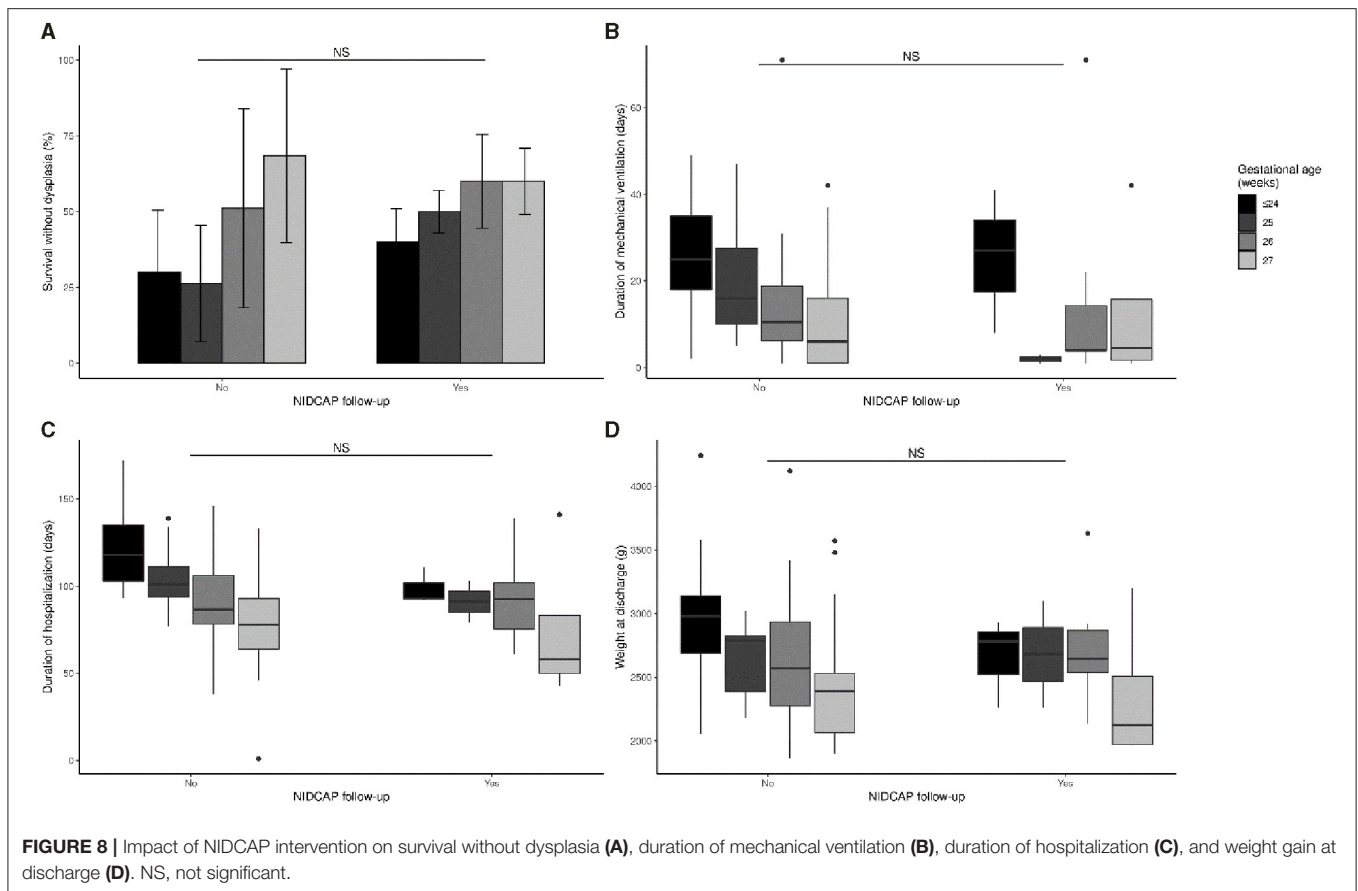 A
NS
100
75
50
25
0
Survival without dysplasia (%)
No
Yes
NIDCAP follow-up
B
NS
60
40
20
0
Duration of mechanical ventilation (days)
No
Yes
NIDCAP follow-up
Gestational age
(weeks)
≤24
25
26
27
C
NS
150
100
50
0
Duration of hospitalization (days)
No
Yes
NIDCAP follow-up
D
NS
4000
3500
3000
2500
2000
Weight at discharge (g)
No
Yes
NIDCAP follow-up
FIGURE 8 | Impact of NIDCAP intervention on survival without dysplasia (A), duration of mechanical ventilation (B), duration of hospitalization (C), and weight gain at
discharge (D). NS, not significant.